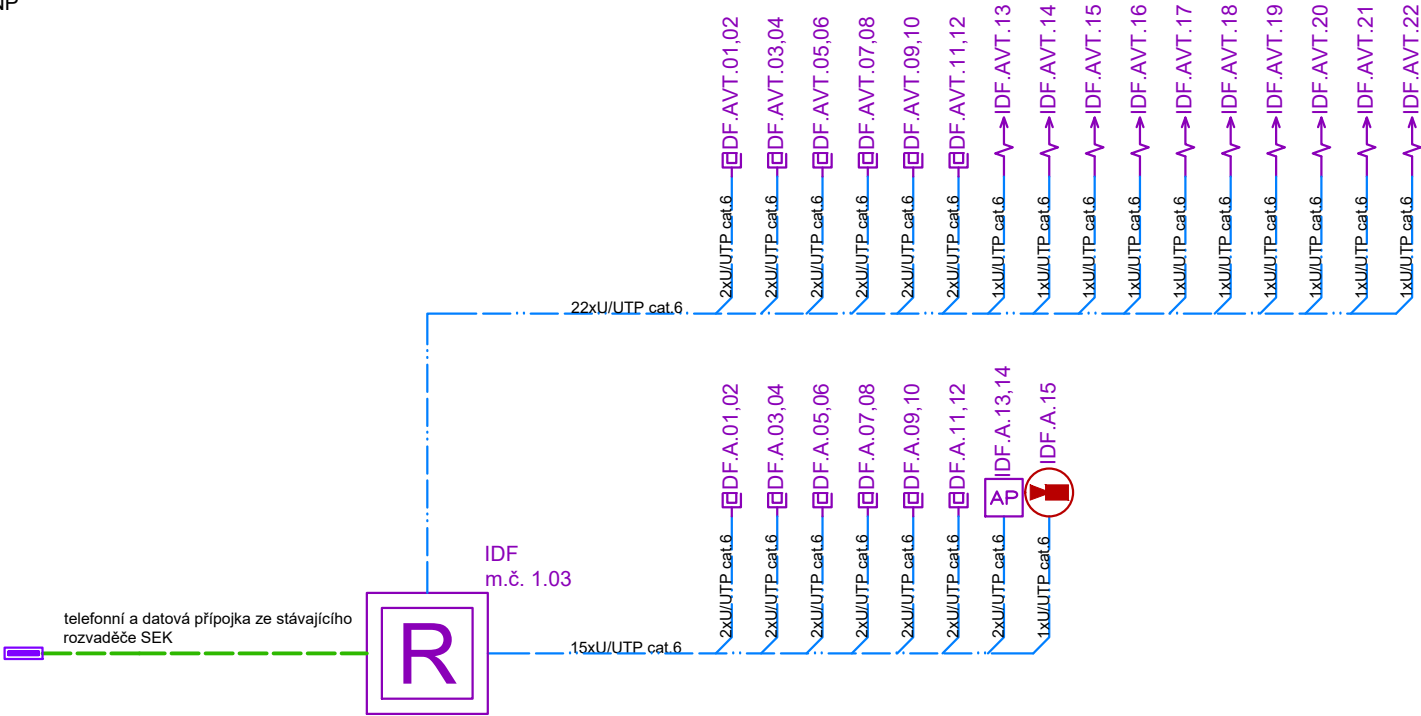 IDF.AVT.01,02
IDF.AVT.03,04
IDF.AVT.05,06
IDF.AVT.07,08
IDF.AVT.09,10
IDF.AVT.11,12
IDF.AVT.13
IDF.AVT.14
IDF.AVT.15
IDF.AVT.16
IDF.AVT.17
IDF.AVT.18
IDF.AVT.19
IDF.AVT.20
IDF.AVT.21
IDF.AVT.22
2xU/UTP cat.6
2xU/UTP cat.6
2xU/UTP cat.6
2xU/UTP cat.6
2xU/UTP cat.6
2xU/UTP cat.6
1xU/UTP cat.6
1xU/UTP cat.6
1xU/UTP cat.6
1xU/UTP cat.6
1xU/UTP cat.6
1xU/UTP cat.6
1xU/UTP cat.6
1xU/UTP cat.6
1xU/UTP cat.6
1xU/UTP cat.6
22xU/UTP cat.6
IDF.A.01,02
IDF.A.03,04
IDF.A.05,06
IDF.A.07,08
IDF.A.09,10
IDF.A.11,12
IDF.A.13,14
IDF.A.15
AP
2xU/UTP cat.6
2xU/UTP cat.6
2xU/UTP cat.6
2xU/UTP cat.6
2xU/UTP cat.6
2xU/UTP cat.6
2xU/UTP cat.6
1xU/UTP cat.6
IDF
m.č. 1.03
telefonní a datová přípojka ze stávajícího
rozvaděče SEK
R
15xU/UTP cat.6